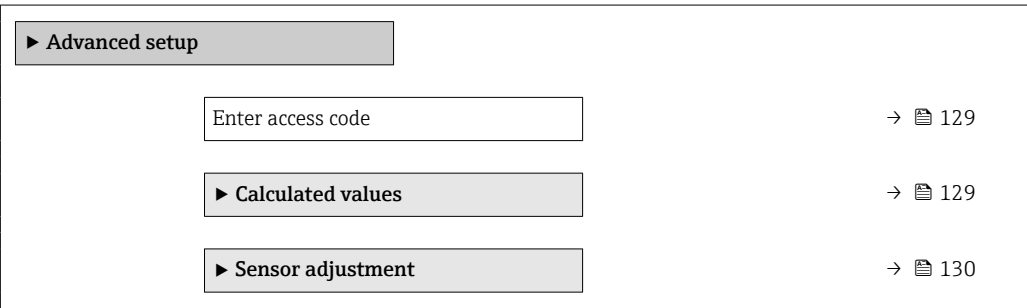 ▶ Advanced setup
Enter access code → 129
▶ Calculated values → 129
▶ Sensor adjustment → 130